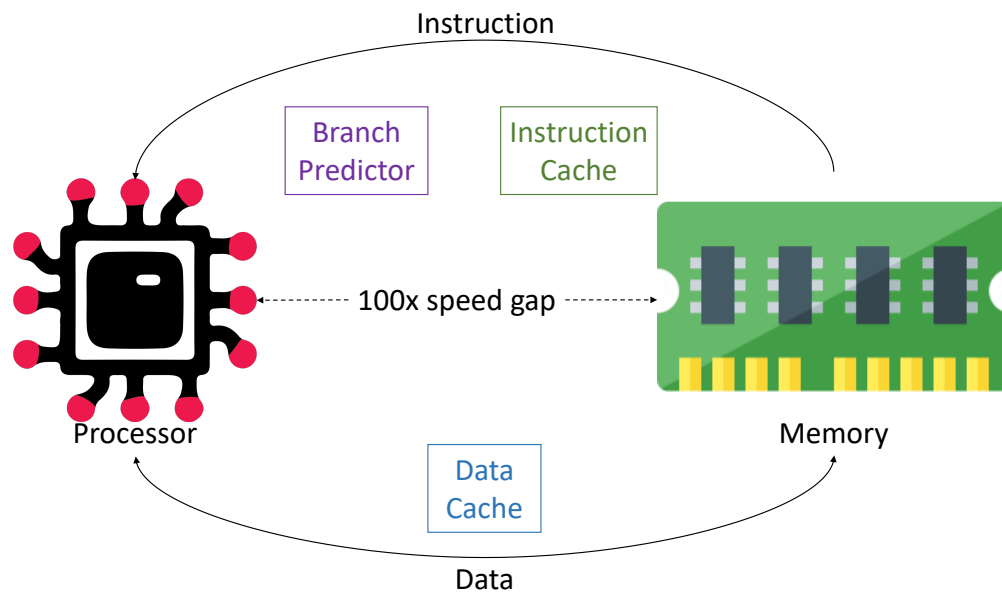 Instruction
Branch
Predictor
Instruction
Cache
100x speed gap
Processor
Memory
Data
Cache
Data